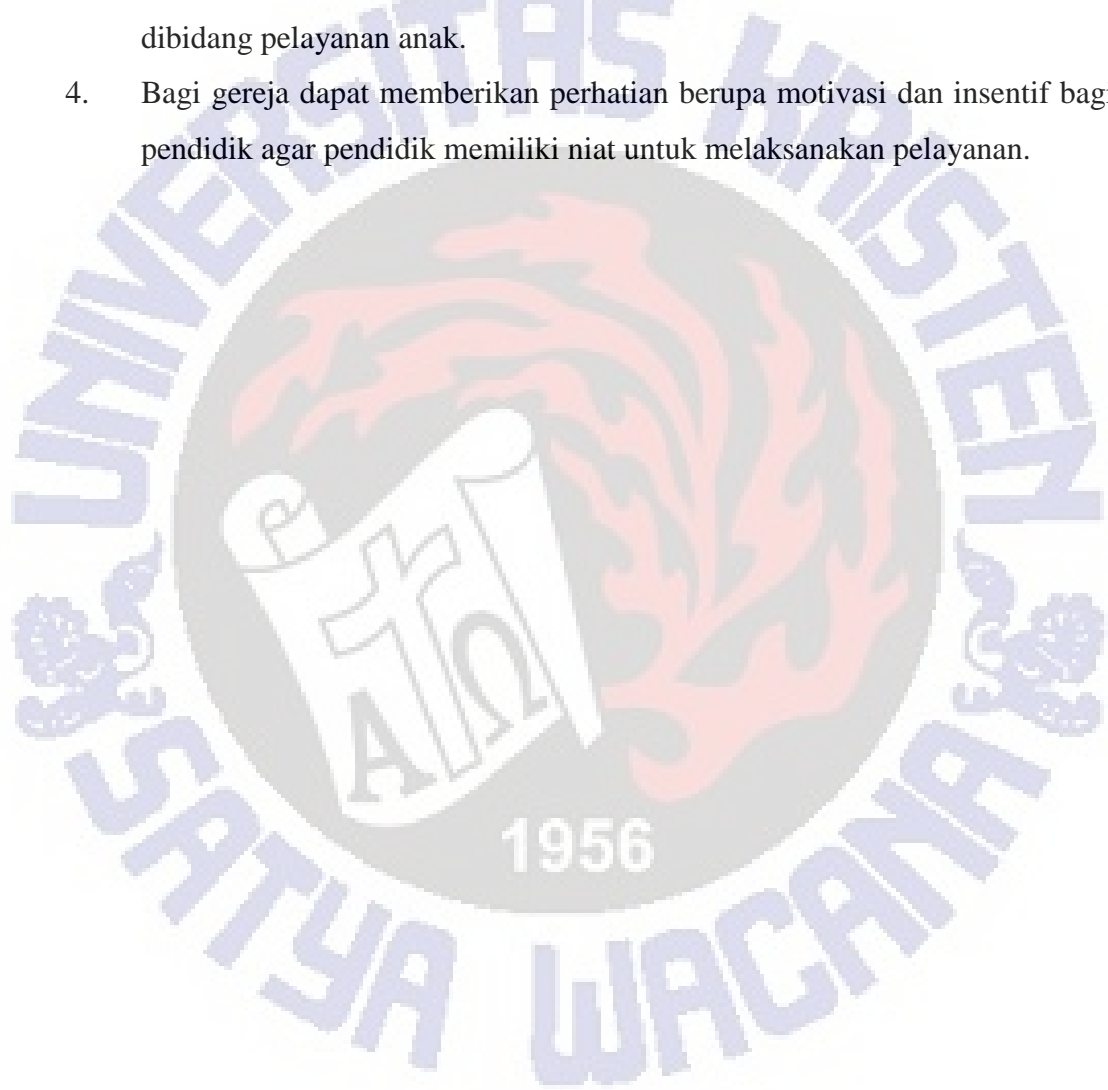 dibidang pelayanan anak.
4. Bagi gereja dapat memberikan perhatian berupa motivasi dan insentif bagi
pendidik agar pendidik memiliki niat untuk melaksanakan pelayanan.
UNIVERSITAS KRISTEN
Α Ω
1956
SATYA WACANA